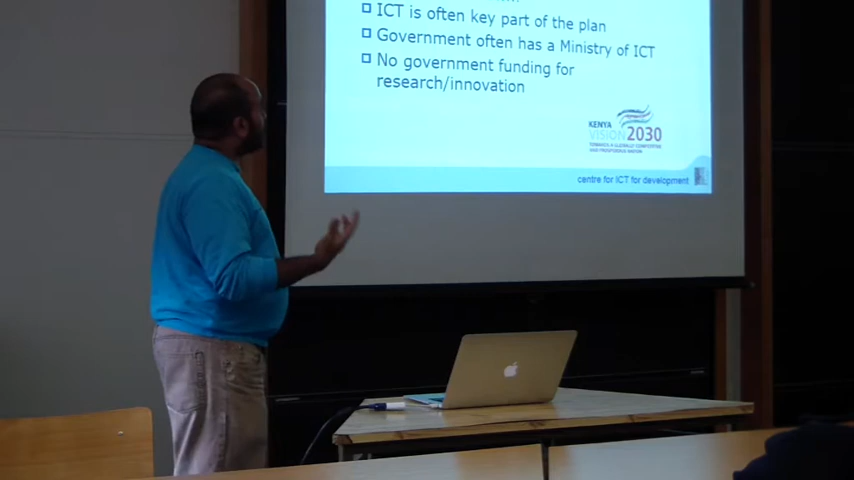 ICT is often key part of the plan
Government often has a Ministry of ICT
No government funding for
research/innovation
KENYA
VISION 2030
centre for ICT for development